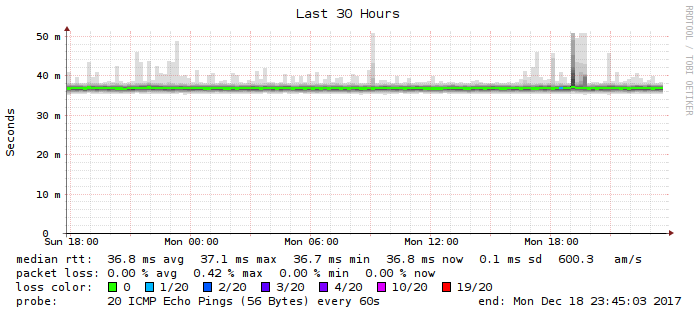 Last 30 Hours
RRDTOOL / TOBI OETIKER
Seconds
50 m
40 m
30 m
20 m
10 m
0
Sun 18:00 Mon 00:00 Mon 06:00 Mon 12:00 Mon 18:00
median rtt: 36.8 ms avg 37.1 ms max 36.7 ms min 36.8 ms now 0.1 ms sd 600.3 am/s
packet loss: 0.00 % avg 0.42 % max 0.00 % min 0.00 % now
loss color: 0 1/20 2/20 3/20 4/20 10/20 19/20
probe: 20 ICMP Echo Pings (56 Bytes) every 60s end: Mon Dec 18 23:45:03 2017